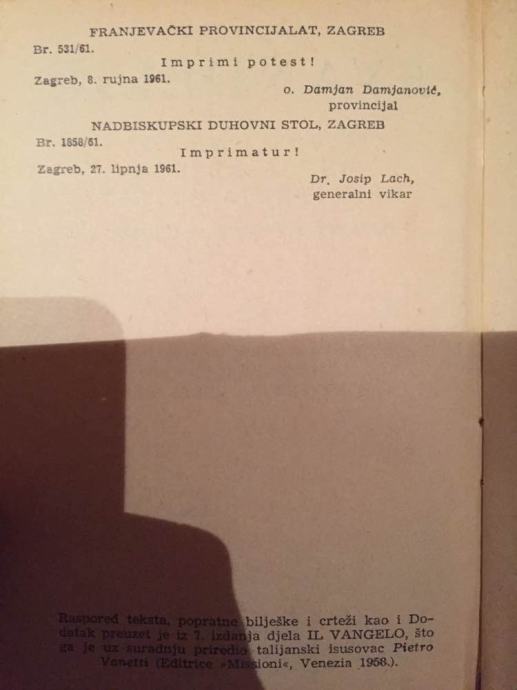 FRANJEVAČKI PROVINCIJALAT, ZAGREB
Br. 531/61.
Imprimi potest!
Zagreb, 8. rujna 1961.
o. Damjan Damjanović,
provincijal
NADBISKUPSKI DUHOVNI STOL, ZAGREB
Br. 1858/61.
Imprimatur!
Zagreb, 27. lipnja 1961.
Dr. Josip Lach,
generalni vikar
Raspored teksta, popratne bilješke i crteži kao i Do-
datak preuzet je iz 7. izdanja djela IL VANGELO, što
ga je uz suradnju priredio talijanski isusovac Pietro
Vanetti (Editrice »Missioni«, Venezia 1958.).